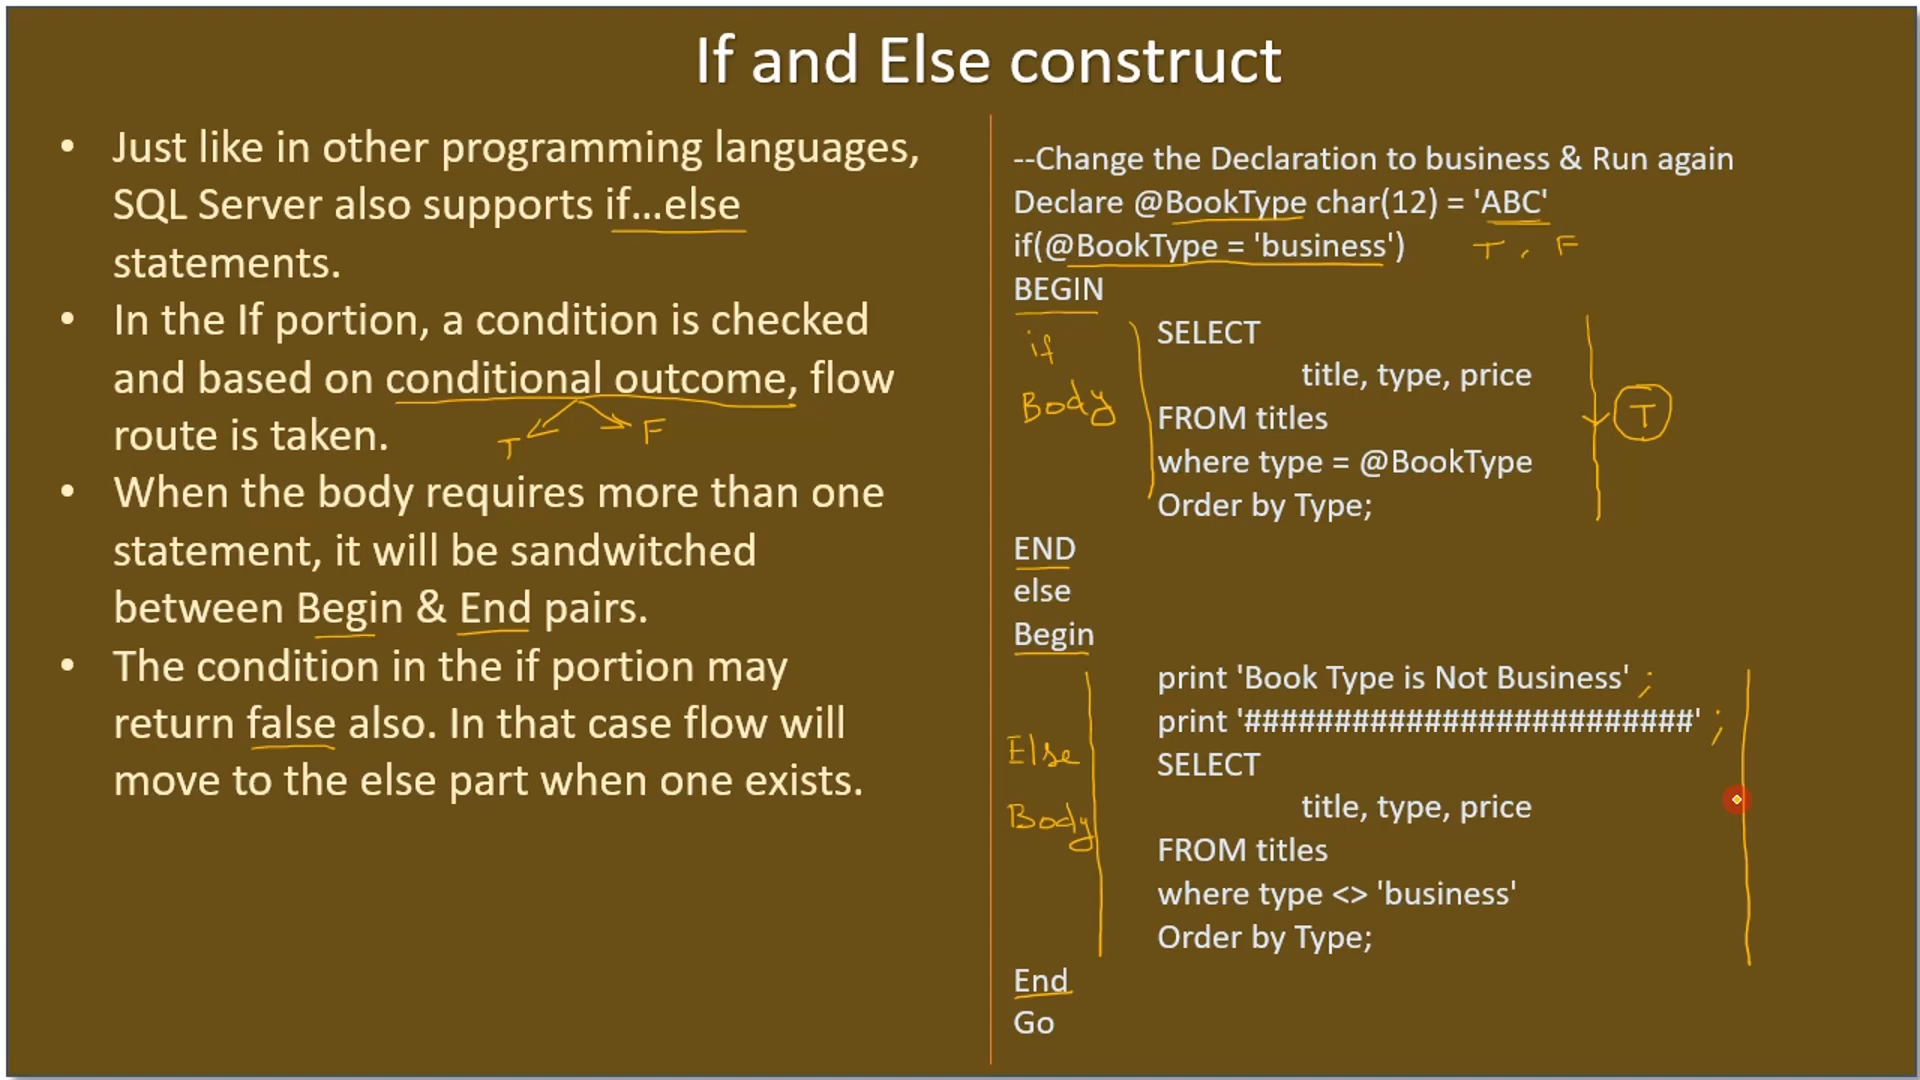 If and Else construct
• Just like in other programming languages,
SQL Server also supports if...else
statements.
• In the If portion, a condition is checked
and based on conditional outcome, flow
route is taken.
T F
• When the body requires more than one
statement, it will be sandwitched
between Begin & End pairs.
• The condition in the if portion may
return false also. In that case flow will
move to the else part when one exists.
--Change the Declaration to business & Run again
Declare @BookType char(12) = 'ABC'
if(@BookType = 'business') T , F
BEGIN
if
Body
SELECT
title, type, price
T
FROM titles
where type = @BookType
Order by Type;
END
else
Begin
print 'Book Type is Not Business' ;
print '#########################' ;
Else
Body
SELECT
title, type, price
FROM titles
where type <> 'business'
Order by Type;
End
Go